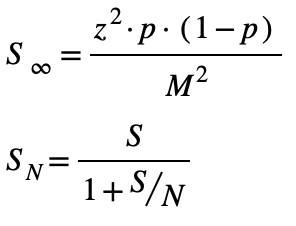 S∞ = z²·p·(1−p) / M²
S_N = S / (1+S/N)